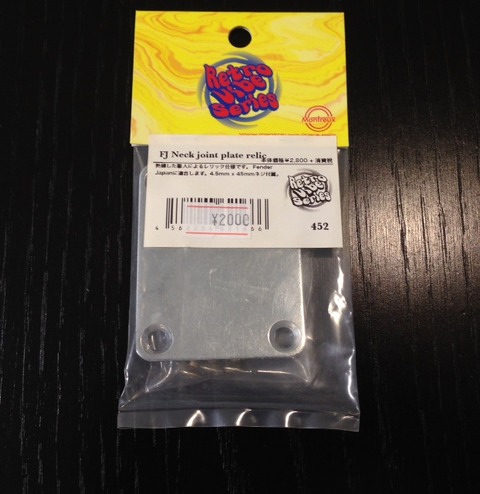 Retro
Vibe
Series
Montreux
FJ Neck joint plate relic
本体価格¥2,800 + 消費税
熟練した職人によるレリック仕様です。 Fender
Japanに適合します。4.5mm x 45mmネジ付属。
Retro
Vibe
Series
¥2000
4 56 66
452